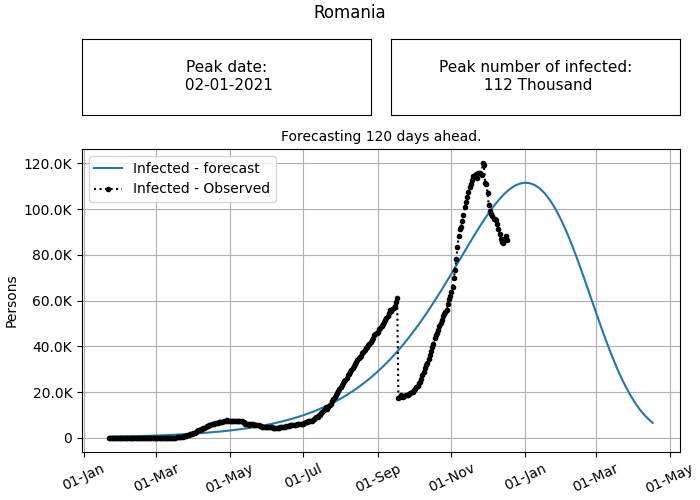 Romania
Peak date:
02-01-2021
Peak number of infected:
112 Thousand
Forecasting 120 days ahead.
Infected - forecast
Infected - Observed
120.0K
100.0K
80.0K
60.0K
40.0K
20.0K
0
Persons
01-Jan
01-Mar
01-May
01-Jul
01-Sep
01-Nov
01-Jan
01-Mar
01-May